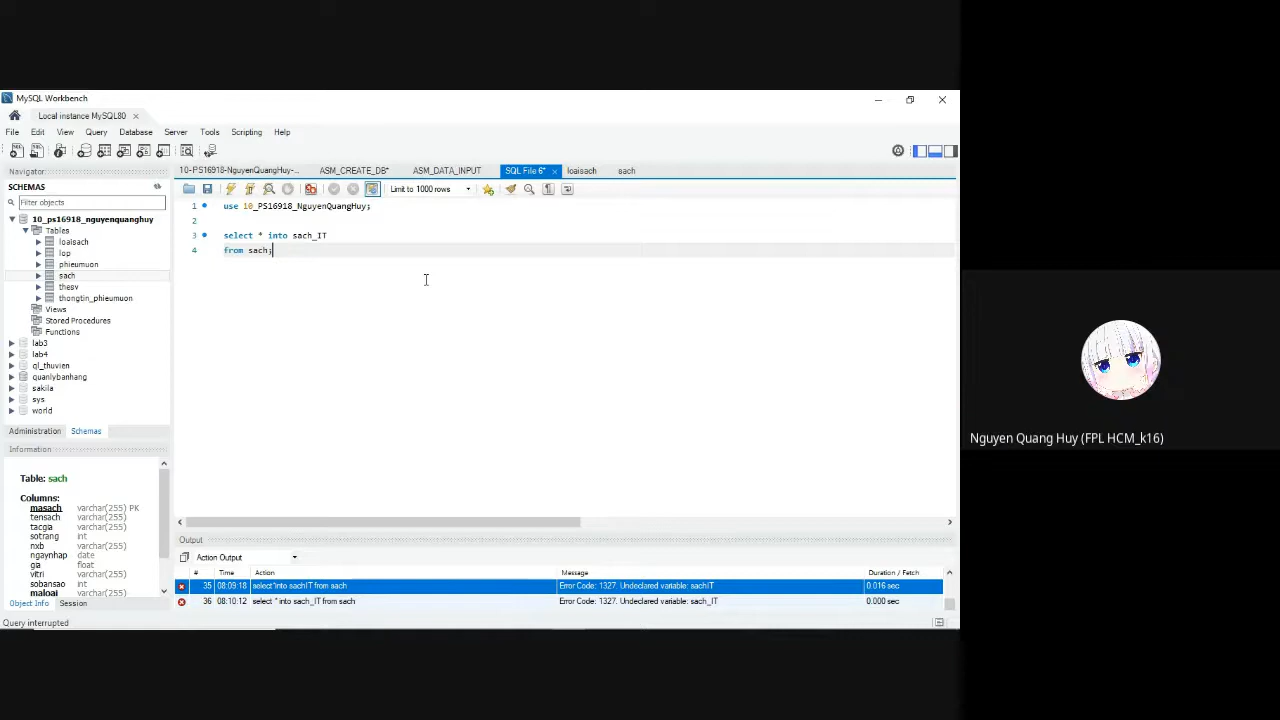 MySQL Workbench
Local instance MySQL80
File Edit View Query Database Server Tools Scripting Help
Navigator
SCHEMAS
Filter objects
10_ps16918_nguyenquanghuy
Tables
loaisach
lop
phieumuon
sach
thesv
thongtin_phieumuon
Views
Stored Procedures
Functions
lab3
lab4
ql_thuvien
quanlybanhang
sakila
sys
world
Administration Schemas
Information
Table: sach
Columns:
masach varchar(255) PK
tensach varchar(255)
tacgia varchar(255)
sotrang int
nxb varchar(255)
ngaynhap date
gia float
vitri varchar(255)
sobansao int
maloai varchar(255)
Object Info Session
Query interrupted
10-PS16918-NguyenQuangHuy-... ASM_CREATE_DB* ASM_DATA_INPUT SQL File 6* loaisach sach
Limit to 1000 rows
1 use 10_PS16918_NguyenQuangHuy;
2
3 select * into sach_IT
4 from sach;
Output
Action Output
# Time Action Message Duration / Fetch
35 08:09:18 select*into sachIT from sach Error Code: 1327. Undeclared variable: sachIT 0.016 sec
36 08:10:12 select * into sach_IT from sach Error Code: 1327. Undeclared variable: sach_IT 0.000 sec
Nguyen Quang Huy (FPL HCM_k16)